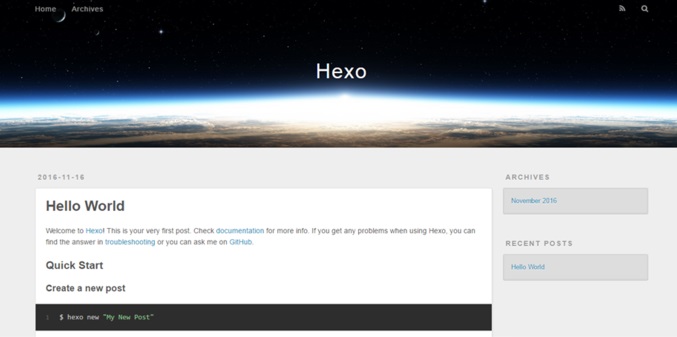 Home Archives
Hexo
2016-11-16
Hello World
Welcome to Hexo! This is your very first post. Check documentation for more info. If you get any problems when using Hexo, you can
find the answer in troubleshooting or you can ask me on GitHub.
Quick Start
Create a new post
1 $ hexo new "My New Post"
ARCHIVES
November 2016
RECENT POSTS
Hello World